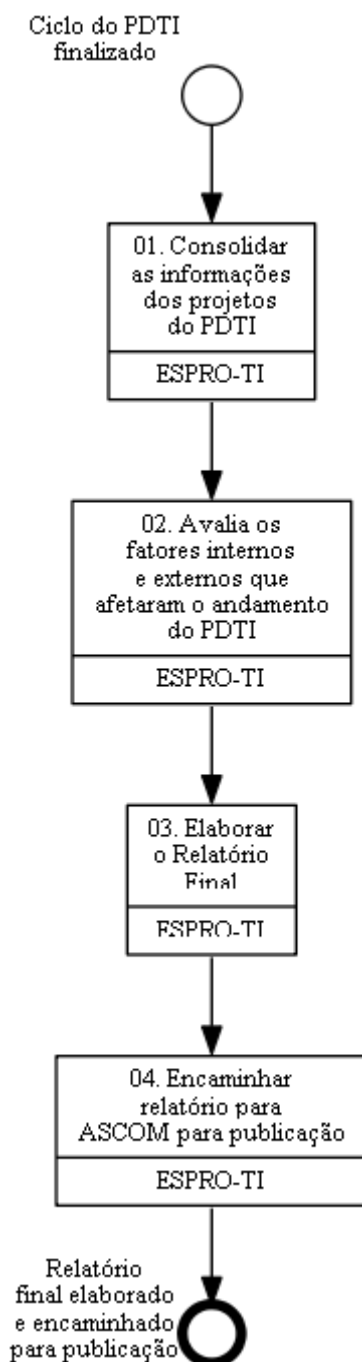 Ciclo do PDTI
finalizado
01. Consolidar
as informações
dos projetos
do PDTI
ESPRO-TI
02. Avalia os
fatores internos
e externos que
afetaram o andamento
do PDTI
ESPRO-TI
03. Elaborar
o Relatório
Final
ESPRO-TI
04. Encaminhar
relatório para
ASCOM para publicação
ESPRO-TI
Relatório
final elaborado
e encaminhado
para publicação